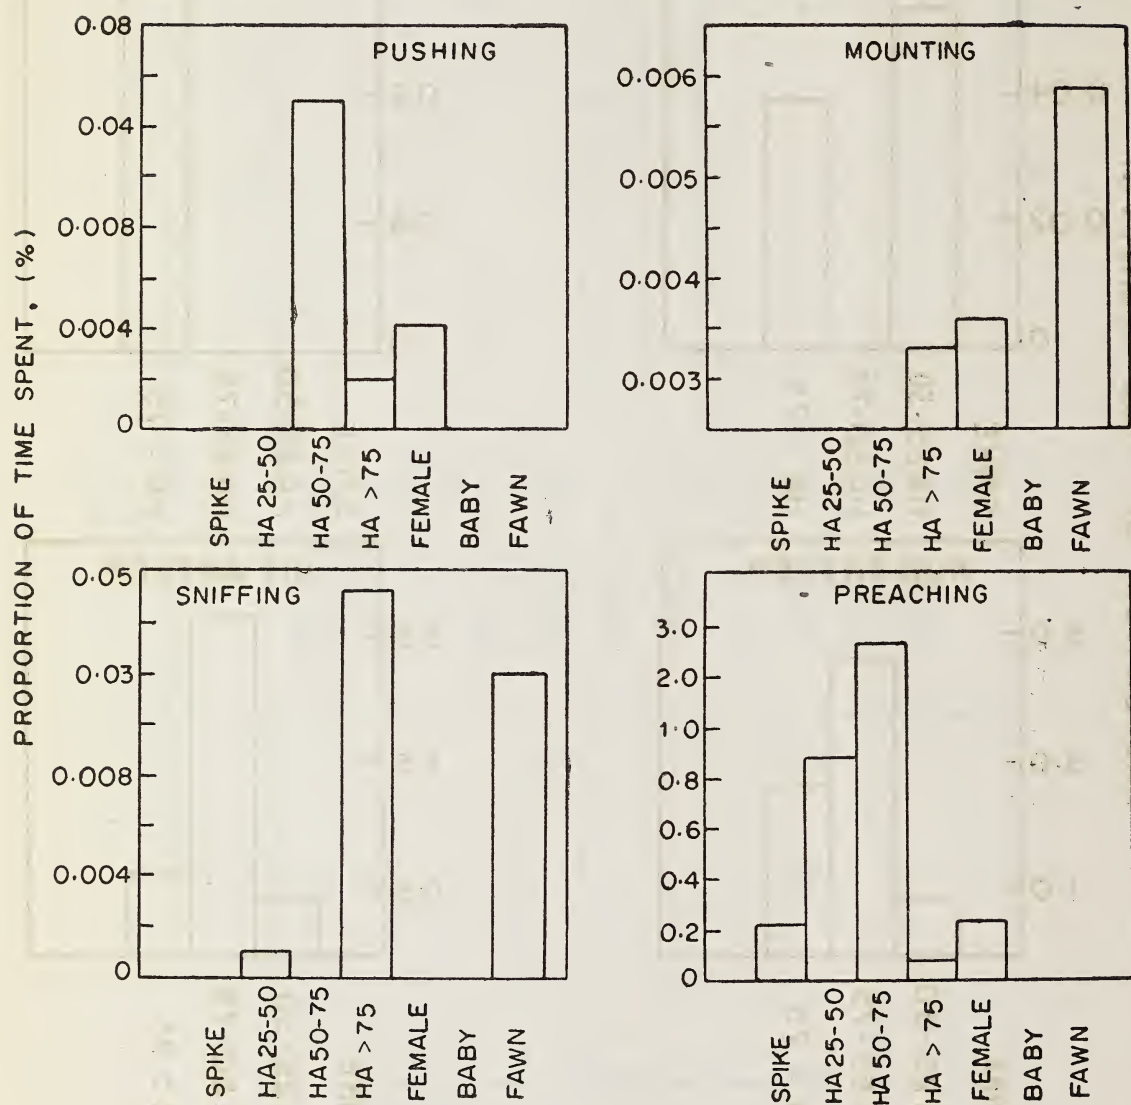 PROPORTION OF TIME SPENT, (%)
PUSHING
0.08
0.04
0.008
0.004
0
SPIKE
HA 25-50
HA 50-75
HA > 75
FEMALE
BABY
FAWN
MOUNTING
0.006
0.005
0.004
0.003
SPIKE
HA 25-50
HA 50-75
HA > 75
FEMALE
BABY
FAWN
SNIFFING
0.05
0.03
0.008
0.004
0
SPIKE
HA 25-50
HA 50-75
HA > 75
FEMALE
BABY
FAWN
PREACHING
3.0
2.0
1.0
0.8
0.6
0.4
0.2
0
SPIKE
HA 25-50
HA 50-75
HA > 75
FEMALE
BABY
FAWN